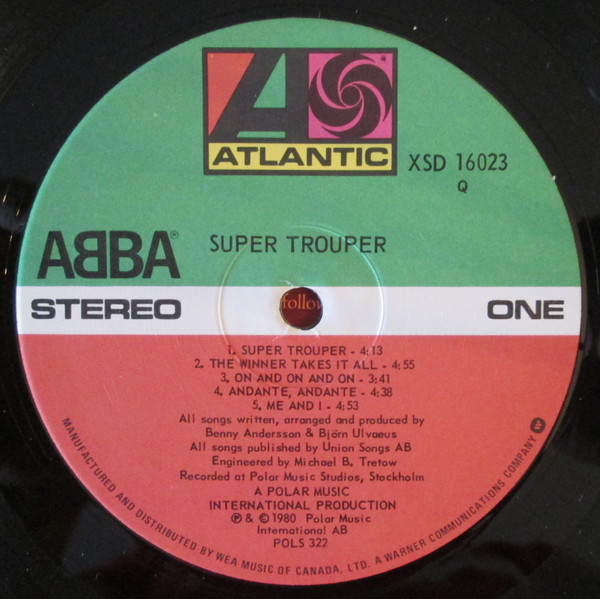 ATLANTIC
XSD 16023
Q
ABBA®
SUPER TROUPER
STEREO
ONE
follow
1. SUPER TROUPER - 4:13
2. THE WINNER TAKES IT ALL - 4:55
3. ON AND ON AND ON - 3:41
4. ANDANTE, ANDANTE - 4:38
5. ME AND I - 4:53
All songs written, arranged and produced by
Benny Andersson & Björn Ulvaeus
All songs published by Union Songs AB
Engineered by Michael B. Tretow
Recorded at Polar Music Studios, Stockholm
A POLAR MUSIC
INTERNATIONAL PRODUCTION
℗ & © 1980 Polar Music
International AB
POLS 322
MANUFACTURED AND DISTRIBUTED BY WEA MUSIC OF CANADA, LTD. A WARNER COMMUNICATIONS COMPANY